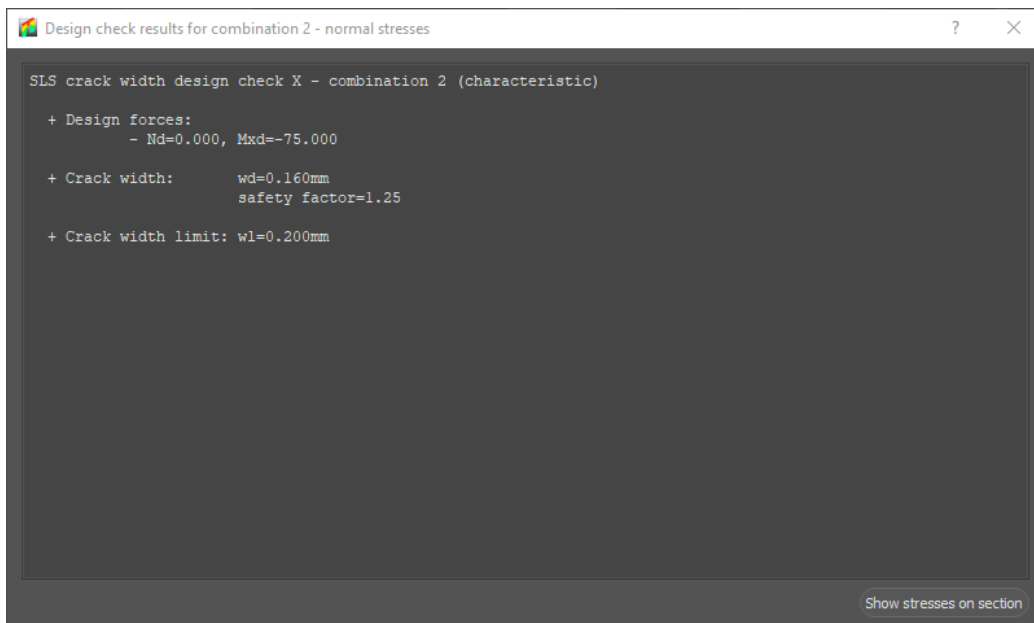 Design check results for combination 2 - normal stresses
?
SLS crack width design check X - combination 2 (characteristic)
+ Design forces:
- Nd=0.000, Mxd=-75.000
+ Crack width: wd=0.160mm
safety factor=1.25
+ Crack width limit: wl=0.200mm
Show stresses on section